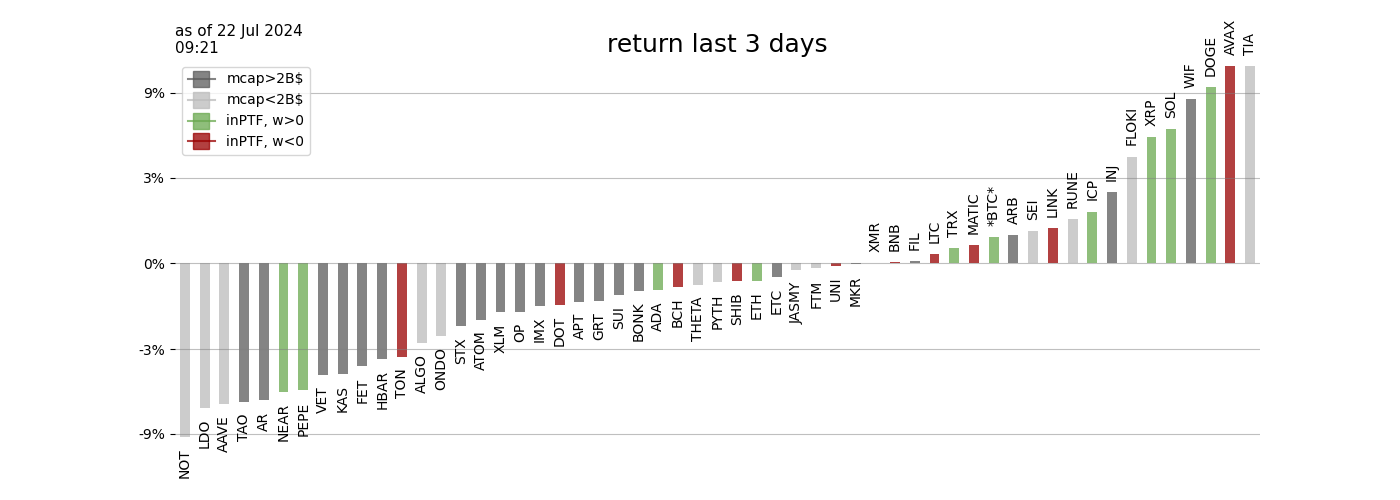 as of 22 Jul 2024
09:21
return last 3 days
mcap>2B$
mcap<2B$
inPTF, w>0
inPTF, w<0
9%
3%
0%
-3%
-9%
NOT
LDO
AAVE
TAO
AR
NEAR
PEPE
VET
KAS
FET
HBAR
TON
ALGO
ONDO
STX
ATOM
XLM
OP
IMX
DOT
APT
GRT
SUI
BONK
ADA
BCH
THETA
PYTH
SHIB
ETH
ETC
JASMY
FTM
UNI
MKR
XMR
BNB
FIL
LTC
TRX
MATIC
*BTC*
ARB
SEI
LINK
RUNE
ICP
INJ
FLOKI
XRP
SOL
WIF
DOGE
AVAX
TIA